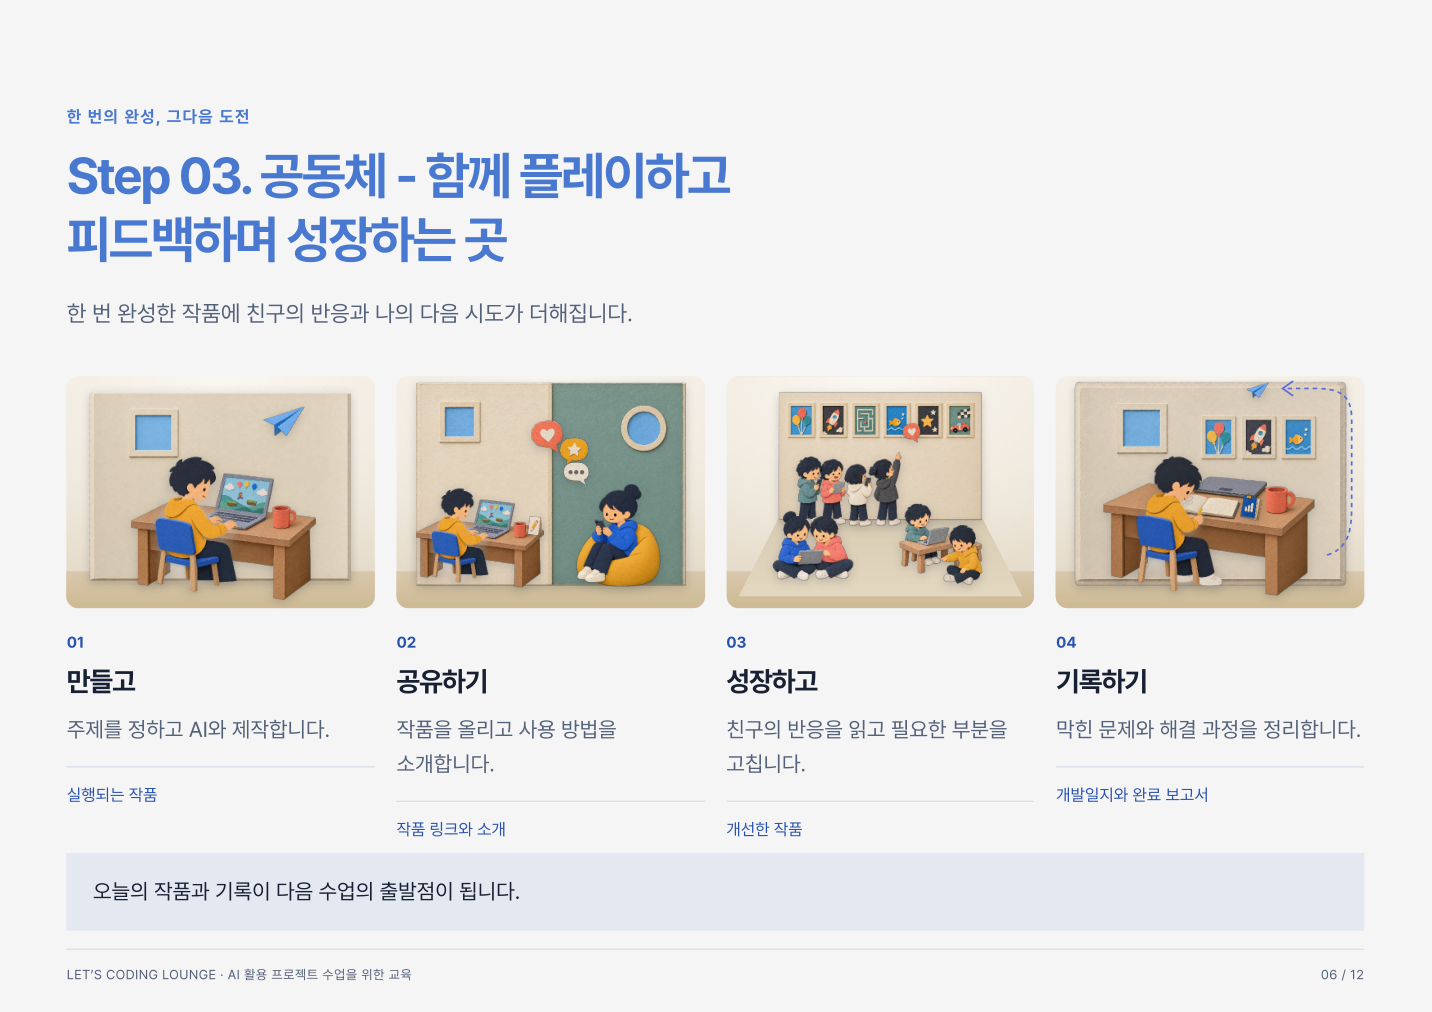 한 번의 완성, 그다음 도전
Step 03. 공동체 - 함께 플레이하고
피드백하며 성장하는 곳
한 번 완성한 작품에 친구의 반응과 나의 다음 시도가 더해집니다.
01
만들고
주제를 정하고 AI와 제작합니다.
실행되는 작품
02
공유하기
작품을 올리고 사용 방법을
소개합니다.
작품 링크와 소개
03
성장하고
친구의 반응을 읽고 필요한 부분을
고칩니다.
개선한 작품
04
기록하기
막힌 문제와 해결 과정을 정리합니다.
개발일지와 완료 보고서
오늘의 작품과 기록이 다음 수업의 출발점이 됩니다.
LET'S CODING LOUNGE · AI 활용 프로젝트 수업을 위한 교육
06 / 12